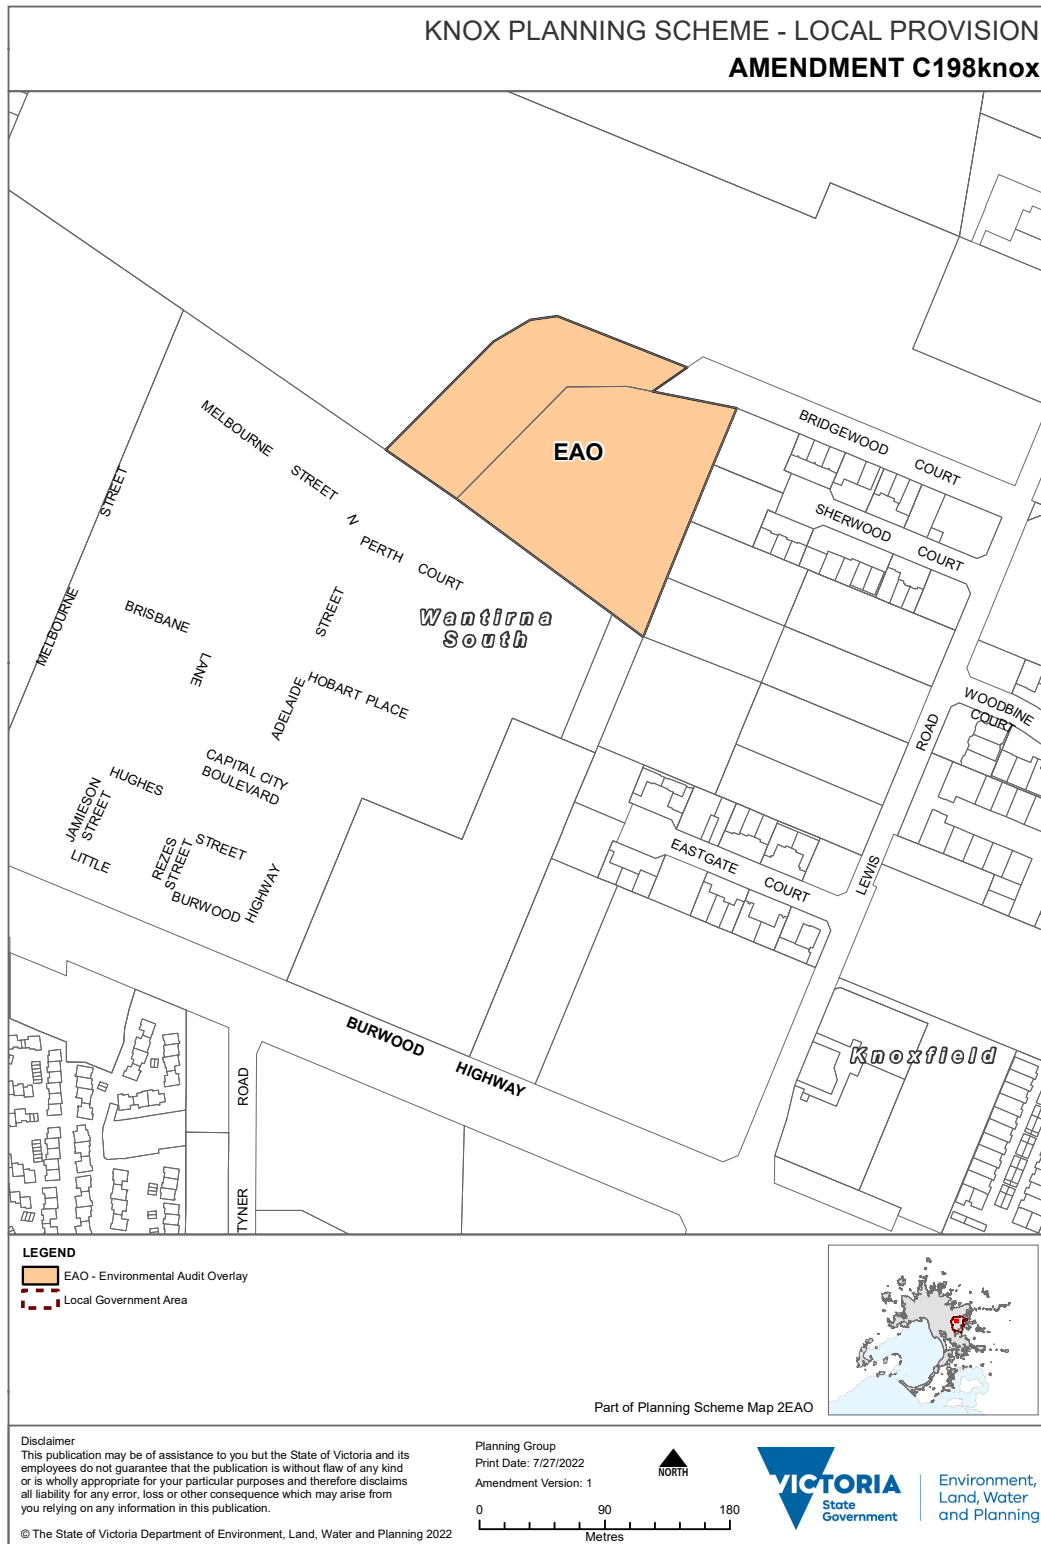 KNOX PLANNING SCHEME - LOCAL PROVISION
AMENDMENT C198knox
BRIDGEWOOD COURT
MELBOURNE STREET N
EAO
STREET
SHERWOOD COURT
PERTH COURT
MELBOURNE
BRISBANE
STREET
Wantirna
South
LANE
HOBART PLACE
ADELAIDE
WOODBINE
COURT
ROAD
CAPITAL CITY
BOULEVARD
HUGHES
JAMIESON
STREET
STREET
REZES
STREET
LITTLE
EASTGATE COURT
LEWIS
BURWOOD
HIGHWAY
BURWOOD HIGHWAY
Knoxfield
ROAD
TYNER
LEGEND
EAO - Environmental Audit Overlay
Local Government Area
Part of Planning Scheme Map 2EAO
Disclaimer
This publication may be of assistance to you but the State of Victoria and its
employees do not guarantee that the publication is without flaw of any kind
or is wholly appropriate for your particular purposes and therefore disclaims
all liability for any error, loss or other consequence which may arise from
you relying on any information in this publication.
© The State of Victoria Department of Environment, Land, Water and Planning 2022
Planning Group
Print Date: 7/27/2022
Amendment Version: 1
NORTH
0 90 180
Metres
VICTORIA
State
Government
Environment,
Land, Water
and Planning